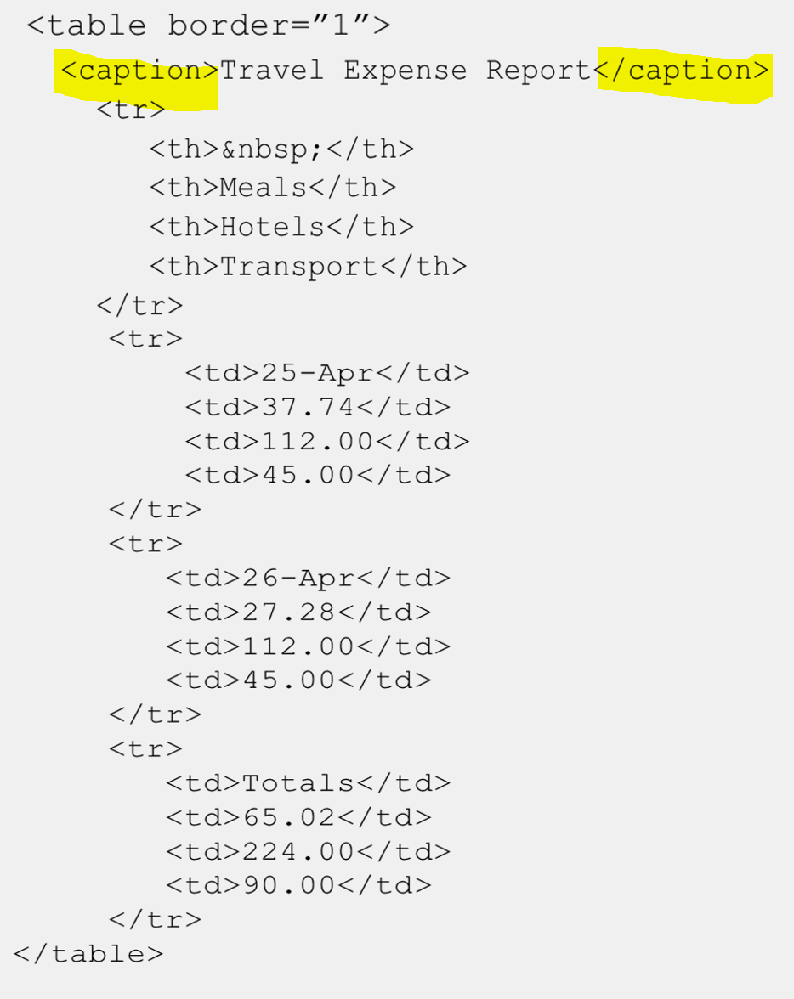 <table border=”1”>
<caption>Travel Expense Report</caption>
<tr>
<th>&nbsp;</th>
<th>Meals</th>
<th>Hotels</th>
<th>Transport</th>
</tr>
<tr>
<td>25-Apr</td>
<td>37.74</td>
<td>112.00</td>
<td>45.00</td>
</tr>
<tr>
<td>26-Apr</td>
<td>27.28</td>
<td>112.00</td>
<td>45.00</td>
</tr>
<tr>
<td>Totals</td>
<td>65.02</td>
<td>224.00</td>
<td>90.00</td>
</tr>
</table>